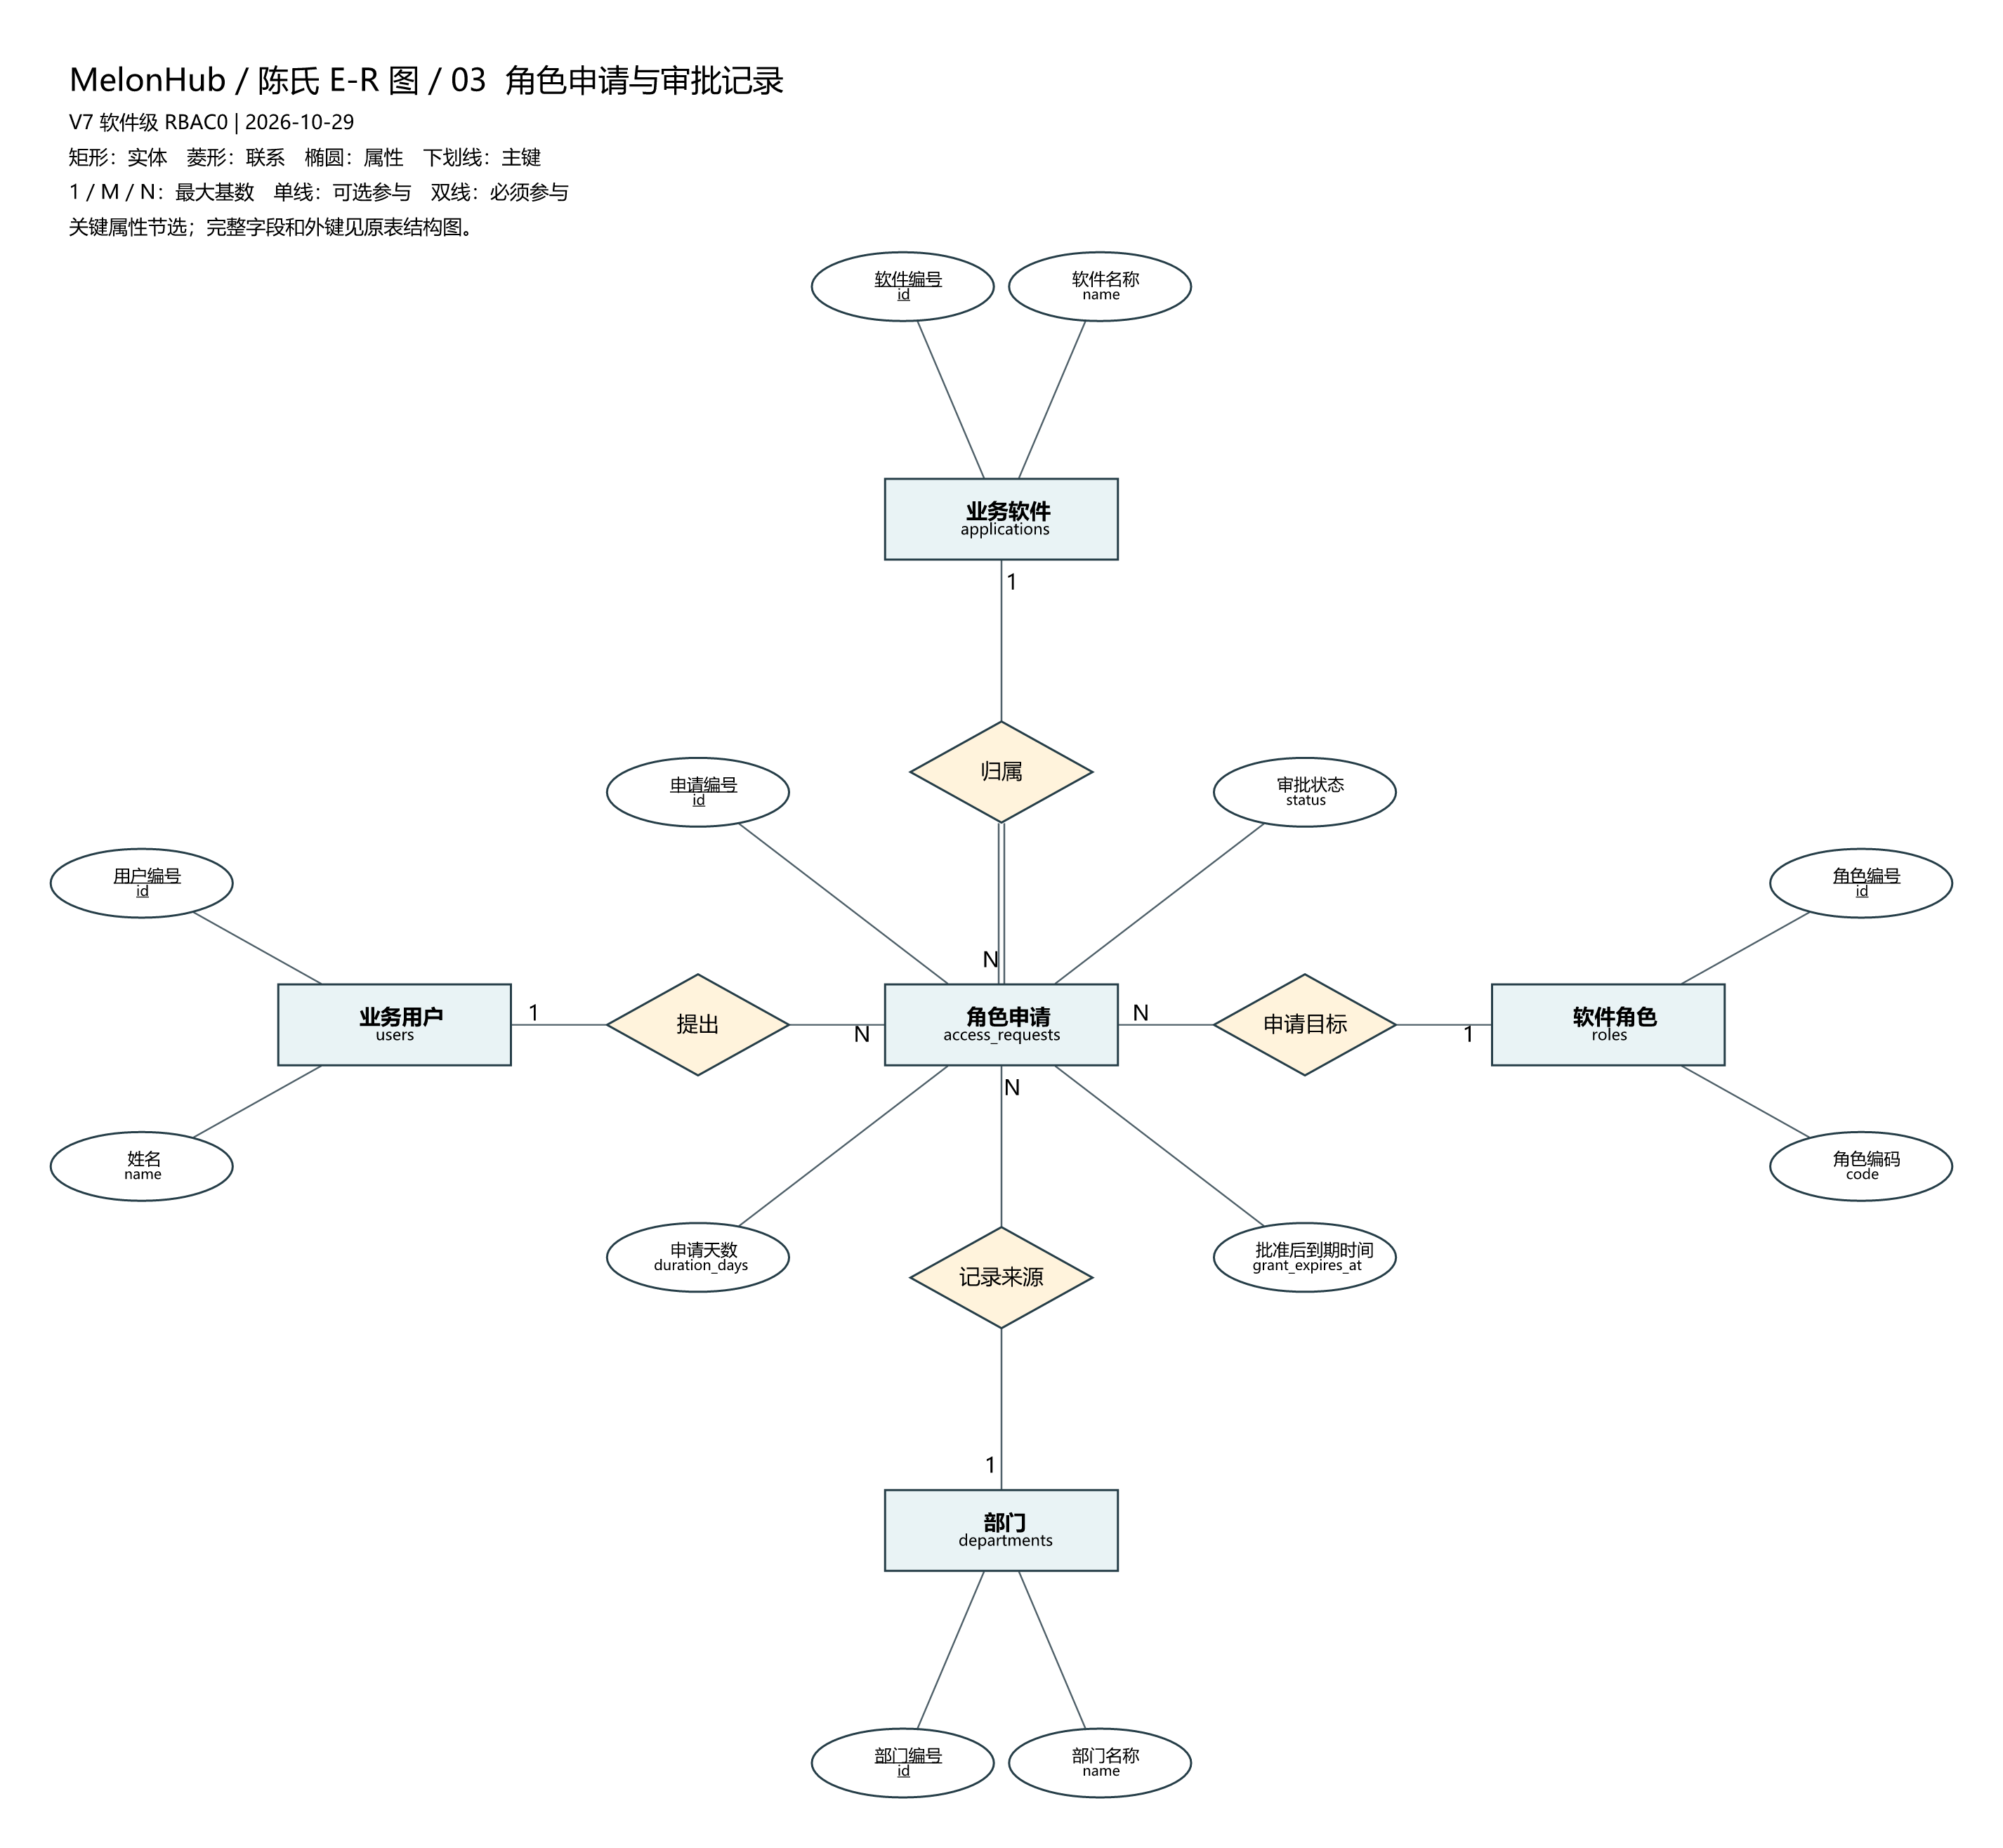 MelonHub / 陈氏 E-R 图 / 03 角色申请与审批记录
V7 软件级 RBAC0 | 2026-10-29
矩形：实体 菱形：联系 椭圆：属性 下划线：主键
1 / M / N：最大基数 单线：可选参与 双线：必须参与
关键属性节选；完整字段和外键见原表结构图。
软件编号
id
软件名称
name
业务软件
applications
1
归属
申请编号
id
审批状态
status
用户编号
id
角色编号
id
N
业务用户
users
1
提出
N
角色申请
access_requests
N
申请目标
1
软件角色
roles
N
姓名
name
角色编码
code
申请天数
duration_days
批准后到期时间
grant_expires_at
记录来源
1
部门
departments
部门编号
id
部门名称
name